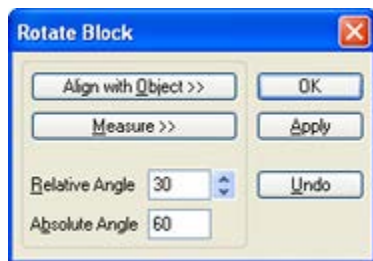 Rotate Block
Align with Object >>
OK
Measure >>
Apply
Relative Angle 30
Undo
Absolute Angle 60